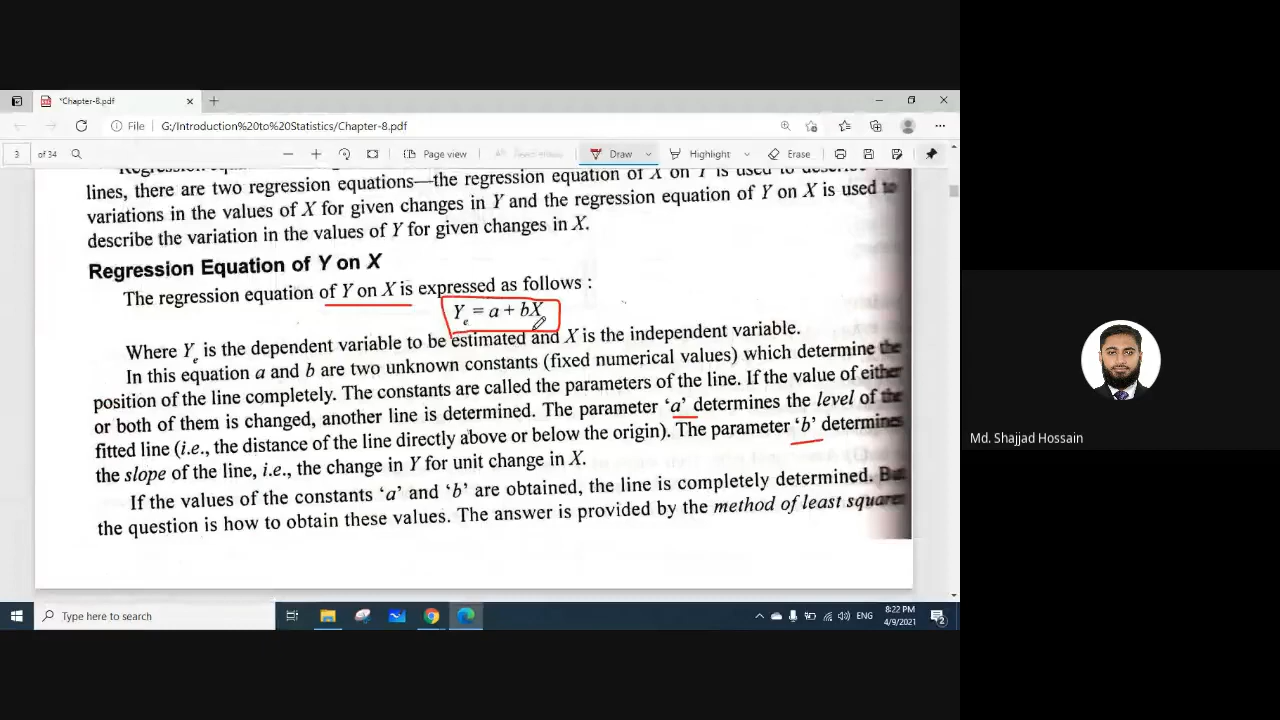 *Chapter-8.pdf
File G:/Introduction%20to%20Statistics/Chapter-8.pdf
3 of 34 Page view Draw Highlight Erase
lines, there are two regression equations—the regression equation of X on Y is used to describe
variations in the values of X for given changes in Y and the regression equation of Y on X is used to
describe the variation in the values of Y for given changes in X.
Regression Equation of Y on X
The regression equation of Y on X is expressed as follows :
Yₑ = a + bX
Where Yₑ is the dependent variable to be estimated and X is the independent variable.
In this equation a and b are two unknown constants (fixed numerical values) which determine the
position of the line completely. The constants are called the parameters of the line. If the value of either
or both of them is changed, another line is determined. The parameter ‘a’ determines the level of the
fitted line (i.e., the distance of the line directly above or below the origin). The parameter ‘b’ determines
the slope of the line, i.e., the change in Y for unit change in X.
If the values of the constants ‘a’ and ‘b’ are obtained, the line is completely determined. But
the question is how to obtain these values. The answer is provided by the method of least squares
Md. Shajjad Hossain
Type here to search
ENG
8:22 PM
4/9/2021
2